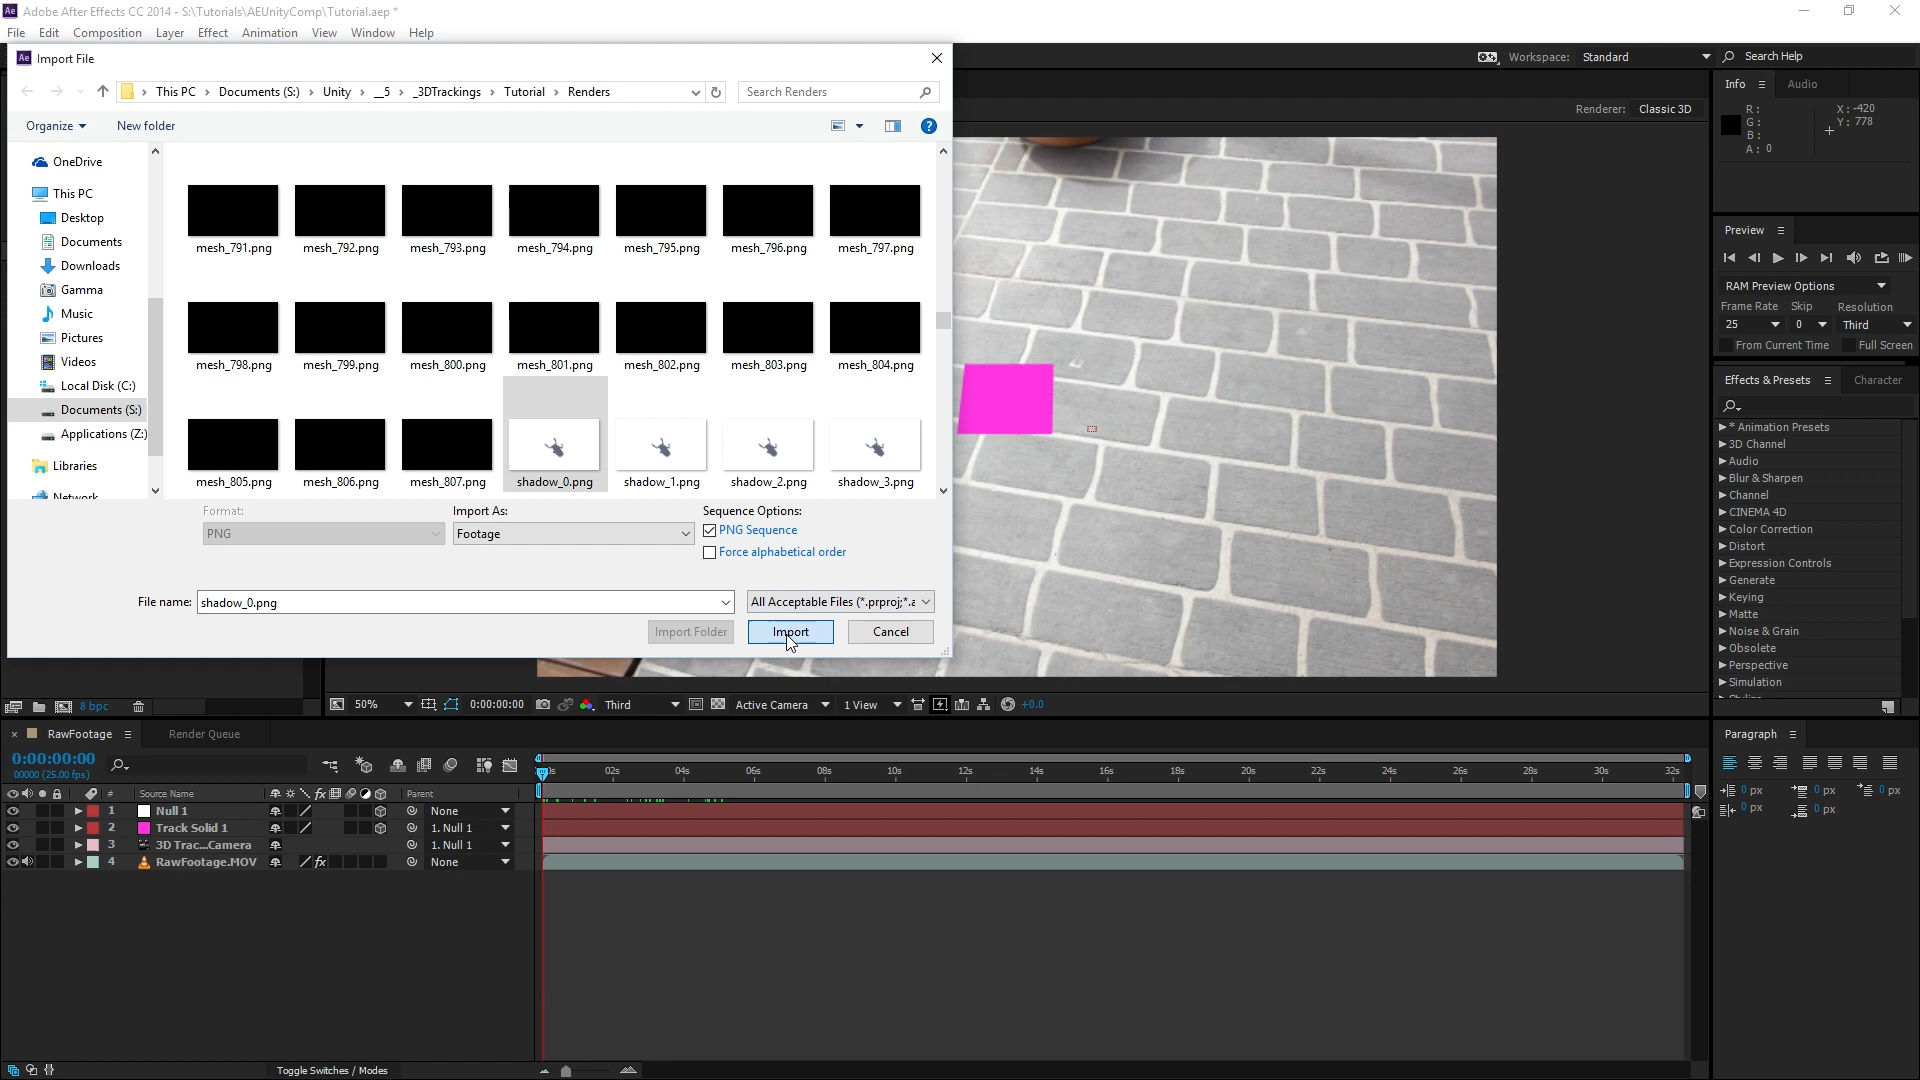 Adobe After Effects CC 2014 - S:\Tutorials\AEUnityComp\Tutorial.aep *
File Edit Composition Layer Effect Animation View Window Help
Import File
Workspace: Standard Search Help
This PC Documents (S:) Unity __5 _3DTrackings Tutorial Renders Search Renders
Info Audio
Renderer: Classic 3D
R: X: -420
G: Y: 778
B:
A: 0
Organize New folder
OneDrive
This PC
Desktop
Documents
Downloads
Gamma
Music
Pictures
Videos
Local Disk (C:)
Documents (S:)
Applications (Z:)
Libraries
Network
mesh_791.png mesh_792.png mesh_793.png mesh_794.png mesh_795.png mesh_796.png mesh_797.png
mesh_798.png mesh_799.png mesh_800.png mesh_801.png mesh_802.png mesh_803.png mesh_804.png
mesh_805.png mesh_806.png mesh_807.png shadow_0.png shadow_1.png shadow_2.png shadow_3.png
Format: Import As: Sequence Options:
PNG Footage PNG Sequence
Force alphabetical order
File name: shadow_0.png All Acceptable Files (*.prproj;*.a
Import Folder Import Cancel
Preview
RAM Preview Options
Frame Rate Skip Resolution
25 0 Third
From Current Time Full Screen
Effects & Presets Character
* Animation Presets
3D Channel
Audio
Blur & Sharpen
Channel
CINEMA 4D
Color Correction
Distort
Expression Controls
Generate
Keying
Matte
Noise & Grain
Obsolete
Perspective
Simulation
8 bpc 50% 0:00:00:00 Third Active Camera 1 View +0.0
RawFootage Render Queue
0:00:00:00
00000 (25.00 fps)
02s 04s 06s 08s 10s 12s 14s 16s 18s 20s 22s 24s 26s 28s 30s 32s
# Source Name Parent
1 Null 1 None
2 Track Solid 1 1. Null 1
3 3D Trac...Camera 1. Null 1
4 RawFootage.MOV None
Toggle Switches / Modes
Paragraph
0 px 0 px 0 px
0 px 0 px